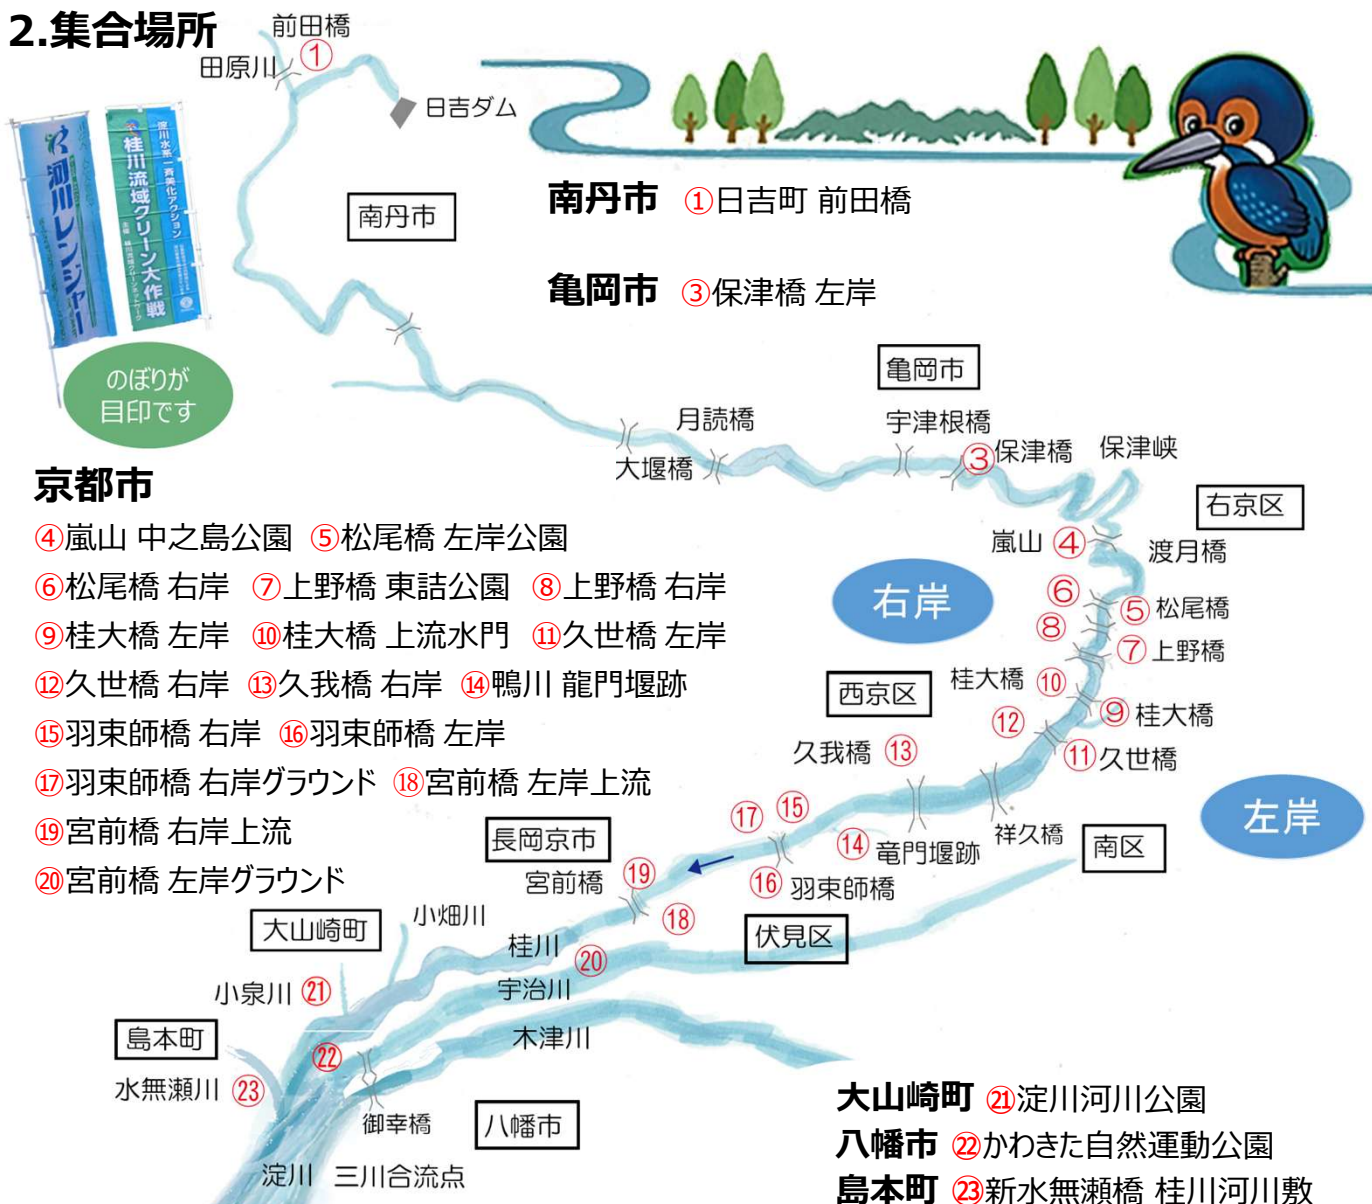 2.集合場所
前田橋
①
田原川
日吉ダム
河川レンジャー
淀川水系一斉美化アクション
桂川流域クリーン大作戦
のぼりが
目印です
南丹市
南丹市 ①日吉町 前田橋
亀岡市 ③保津橋 左岸
亀岡市
月読橋
大堰橋
宇津根橋
③保津橋
保津峡
右京区
京都市
④嵐山 中之島公園 ⑤松尾橋 左岸公園
⑥松尾橋 右岸 ⑦上野橋 東詰公園 ⑧上野橋 右岸
⑨桂大橋 左岸 ⑩桂大橋 上流水門 ⑪久世橋 左岸
⑫久世橋 右岸 ⑬久我橋 右岸 ⑭鴨川 龍門堰跡
⑮羽束師橋 右岸 ⑯羽束師橋 左岸
⑰羽束師橋 右岸グラウンド ⑱宮前橋 左岸上流
⑲宮前橋 右岸上流
⑳宮前橋 左岸グラウンド
嵐山 ④
渡月橋
右岸
⑥
⑤ 松尾橋
⑧
⑦上野橋
西京区
桂大橋 ⑩
⑨ 桂大橋
⑫
⑪久世橋
久我橋 ⑬
左岸
⑰ ⑮
祥久橋
南区
長岡京市
⑭ 竜門堰跡
宮前橋 ⑲
⑯ 羽束師橋
⑱
伏見区
大山崎町
小畑川
桂川
⑳
宇治川
小泉川 ㉑
島本町
木津川
㉒
水無瀬川 ㉓
御幸橋
八幡市
淀川
三川合流点
大山崎町 ㉑淀川河川公園
八幡市 ㉒かわきた自然運動公園
島本町 ㉓新水無瀬橋 桂川河川敷